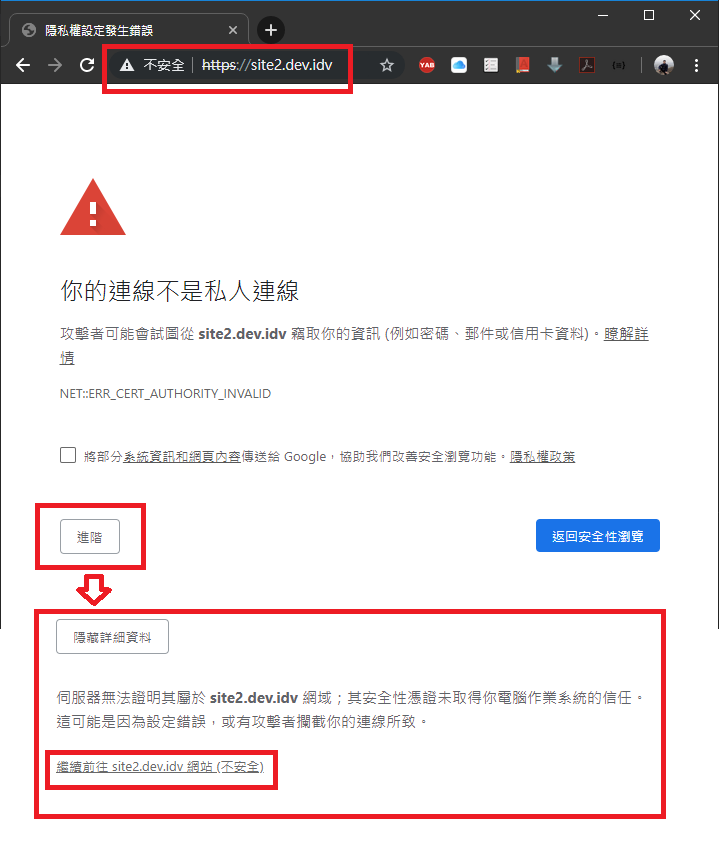 隱私權設定發生錯誤
不安全 https://site2.dev.idv
YAB
你的連線不是私人連線
攻擊者可能會試圖從 site2.dev.idv 竊取你的資訊 (例如密碼、郵件或信用卡資料)。瞭解詳
情
NET::ERR_CERT_AUTHORITY_INVALID
將部分系統資訊和網頁內容傳送給 Google，協助我們改善安全瀏覽功能。隱私權政策
進階
返回安全性瀏覽
隱藏詳細資料
伺服器無法證明其屬於 site2.dev.idv 網域；其安全性憑證未取得你電腦作業系統的信任。
這可能是因為設定錯誤，或有攻擊者攔截你的連線所致。
繼續前往 site2.dev.idv 網站 (不安全)